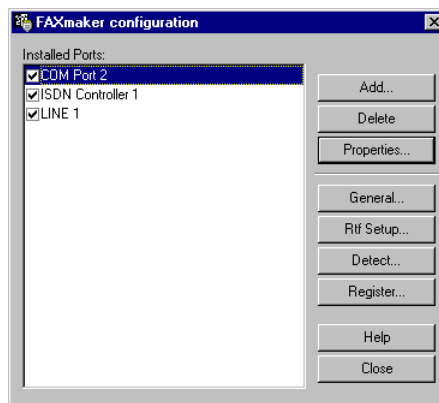 FAXmaker configuration
Installed Ports:
COM Port 2
ISDN Controller 1
LINE 1
Add...
Delete
Properties...
General...
Rtf Setup...
Detect...
Register...
Help
Close